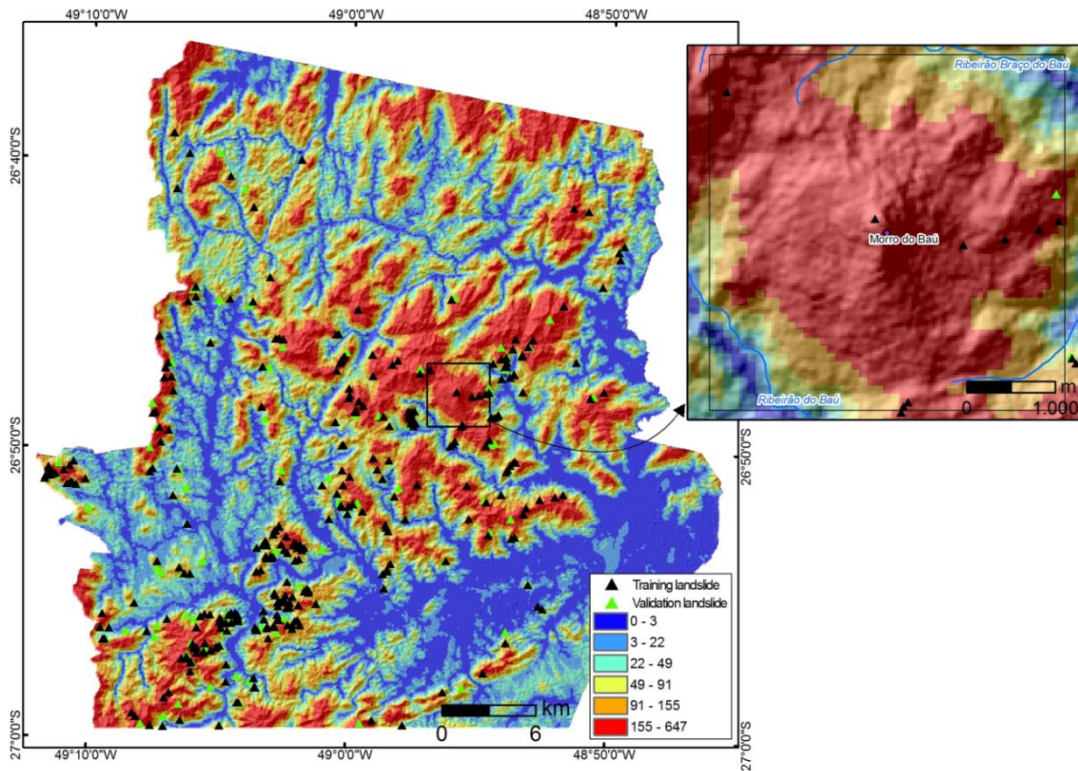 49°10'0"W
49°0'0"W
48°50'0"W
Ribeirão Braço do Baú
26°40'0"S
Morro do Baú
Ribeirão do Baú
m
0
1.000
26°50'0"S
26°50'0"S
Training landslide
Validation landslide
0 - 3
3 - 22
22 - 49
49 - 91
91 - 155
155 - 647
km
0
6
27°0'0"S
27°0'0"S
49°10'0"W
49°0'0"W
48°50'0"W